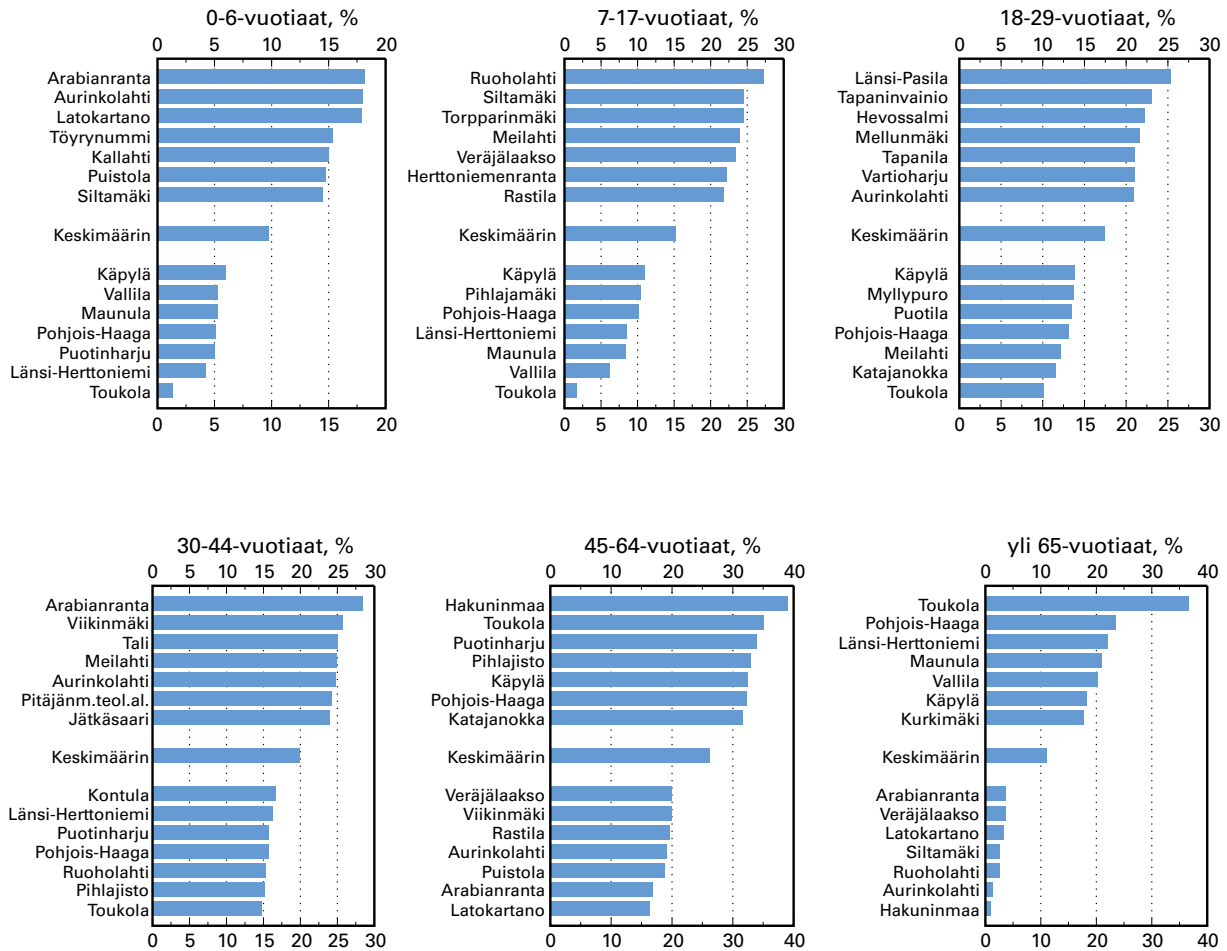 0-6-vuotiaat, %
0 5 10 15 20
Arabianranta
Aurinkolahti
Latokartano
Töyrynummi
Kallahti
Puistola
Siltamäki
Keskimäärin
Käpylä
Vallila
Maunula
Pohjois-Haaga
Puotinharju
Länsi-Herttoniemi
Toukola
0 5 10 15 20
7-17-vuotiaat, %
0 5 10 15 20 25 30
Ruoholahti
Siltamäki
Torpparinmäki
Meilahti
Veräjälaakso
Herttoniemenranta
Rastila
Keskimäärin
Käpylä
Pihlajamäki
Pohjois-Haaga
Länsi-Herttoniemi
Maunula
Vallila
Toukola
0 5 10 15 20 25 30
18-29-vuotiaat, %
0 5 10 15 20 25 30
Länsi-Pasila
Tapaninvainio
Hevossalmi
Mellunmäki
Tapanila
Vartioharju
Aurinkolahti
Keskimäärin
Käpylä
Myllypuro
Puotila
Pohjois-Haaga
Meilahti
Katajanokka
Toukola
0 5 10 15 20 25 30
30-44-vuotiaat, %
0 5 10 15 20 25 30
Arabianranta
Viikinmäki
Tali
Meilahti
Aurinkolahti
Pitäjänm.teol.al.
Jätkäsaari
Keskimäärin
Kontula
Länsi-Herttoniemi
Puotinharju
Pohjois-Haaga
Ruoholahti
Pihlajisto
Toukola
0 5 10 15 20 25 30
45-64-vuotiaat, %
0 10 20 30 40
Hakuninmaa
Toukola
Puotinharju
Pihlajisto
Käpylä
Pohjois-Haaga
Katajanokka
Keskimäärin
Veräjälaakso
Viikinmäki
Rastila
Aurinkolahti
Puistola
Arabianranta
Latokartano
0 10 20 30 40
yli 65-vuotiaat, %
0 10 20 30 40
Toukola
Pohjois-Haaga
Länsi-Herttoniemi
Maunula
Vallila
Käpylä
Kurkimäki
Keskimäärin
Arabianranta
Veräjälaakso
Latokartano
Siltamäki
Ruoholahti
Aurinkolahti
Hakuninmaa
0 10 20 30 40